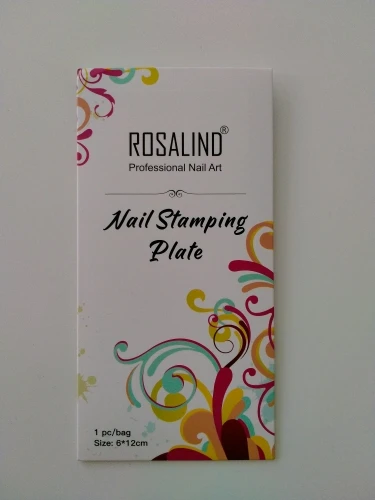 ROSALIND®
Professional Nail Art
Nail Stamping
Plate
1 pc/bag
Size: 6*12cm